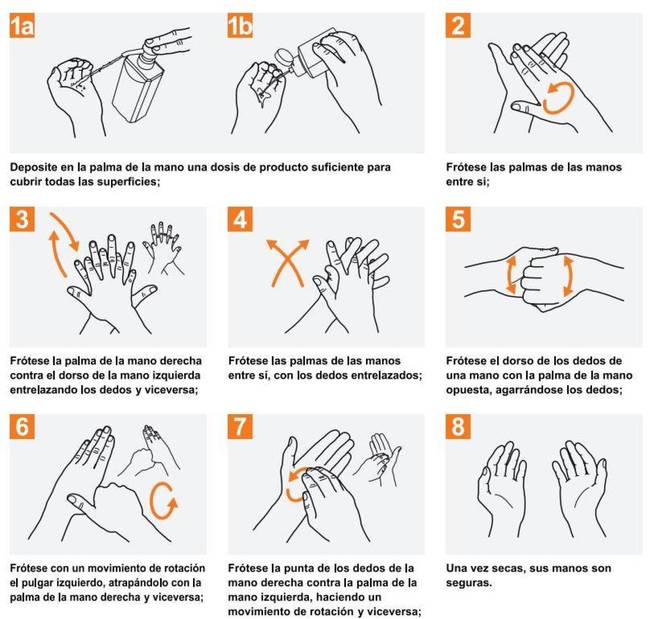 1a
1b
2
Deposite en la palma de la mano una dosis de producto suficiente para
cubrir todas las superficies;
Frótese las palmas de las manos
entre si;
3
4
5
Frótese la palma de la mano derecha
contra el dorso de la mano izquierda
entrelazando los dedos y viceversa;
Frótese las palmas de las manos
entre sí, con los dedos entrelazados;
Frótese el dorso de los dedos de
una mano con la palma de la mano
opuesta, agarrándose los dedos;
6
7
8
Frótese con un movimiento de rotación
el pulgar izquierdo, atrapándolo con la
palma de la mano derecha y viceversa;
Frótese la punta de los dedos de la
mano derecha contra la palma de la
mano izquierda, haciendo un
movimiento de rotación y viceversa;
Una vez secas, sus manos son
seguras.